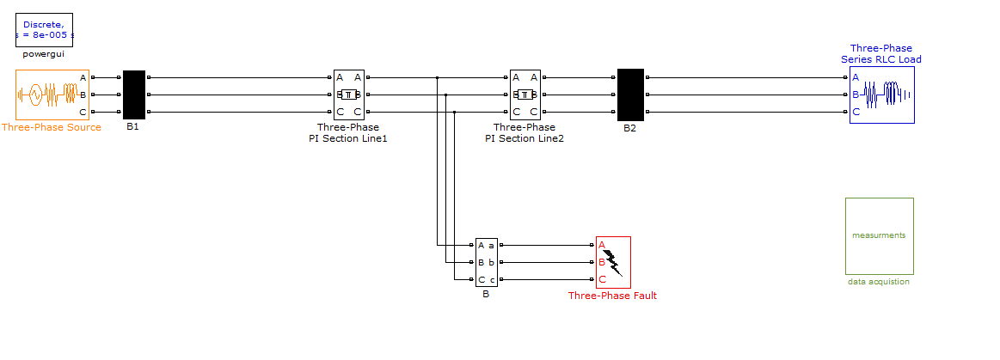 Discrete,
s = 8e-005 s
powergui
A
B
C
Three-Phase Source
B1
A A
B B
C C
Three-Phase
PI Section Line1
A A
B B
C C
Three-Phase
PI Section Line2
B2
Three-Phase
Series RLC Load
A
B
C
measurments
data acquistion
A a
B b
C c
B
A
B
C
Three-Phase Fault